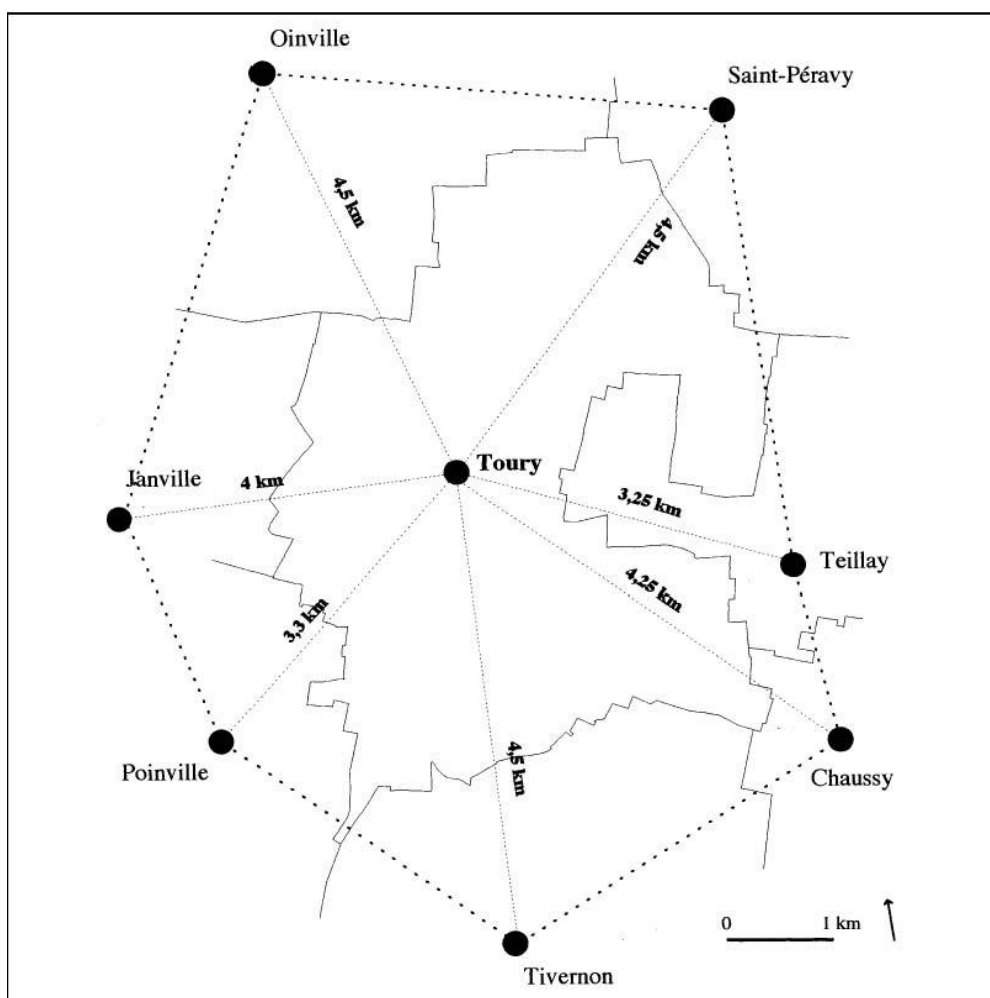 Oinville
Saint-Péravy
4,5 km
4,5 km
Toury
Janville
4 km
3,25 km
Teillay
4,25 km
3,3 km
Poinville
4,5 km
Chaussy
0 1 km
Tivernon